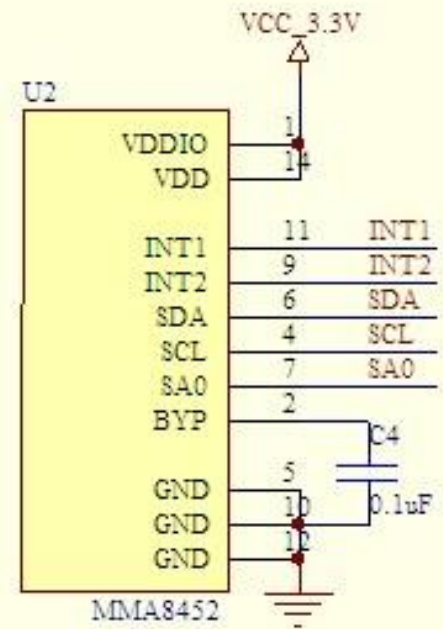 VCC_3.3V
U2
VDDIO 1
VDD 14
INT1 11 INT1
INT2 9 INT2
SDA 6 SDA
SCL 4 SCL
SA0 7 SA0
BYP 2
C4
GND 5
0.1uF
GND 10
GND 12
MMA8452